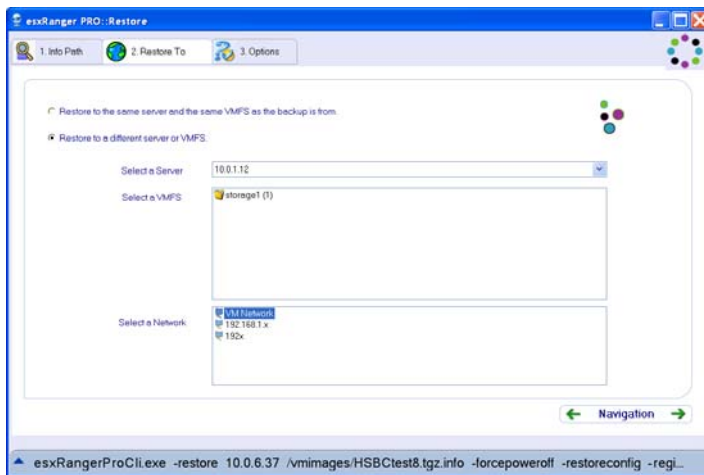 esxRanger PRO::Restore
1. Info Path
2. Restore To
3. Options
Restore to the same server and the same VMFS as the backup is from.
Restore to a different server or VMFS.
Select a Server
10.0.1.12
Select a VMFS
storage1 (1)
Select a Network
VM Network
192.168.1.x
192x
Navigation
esxRangerProCli.exe -restore 10.0.6.37 /vmimages/HSBCtest8.tgz.info -forcepoweroff -restoreconfig -regi...